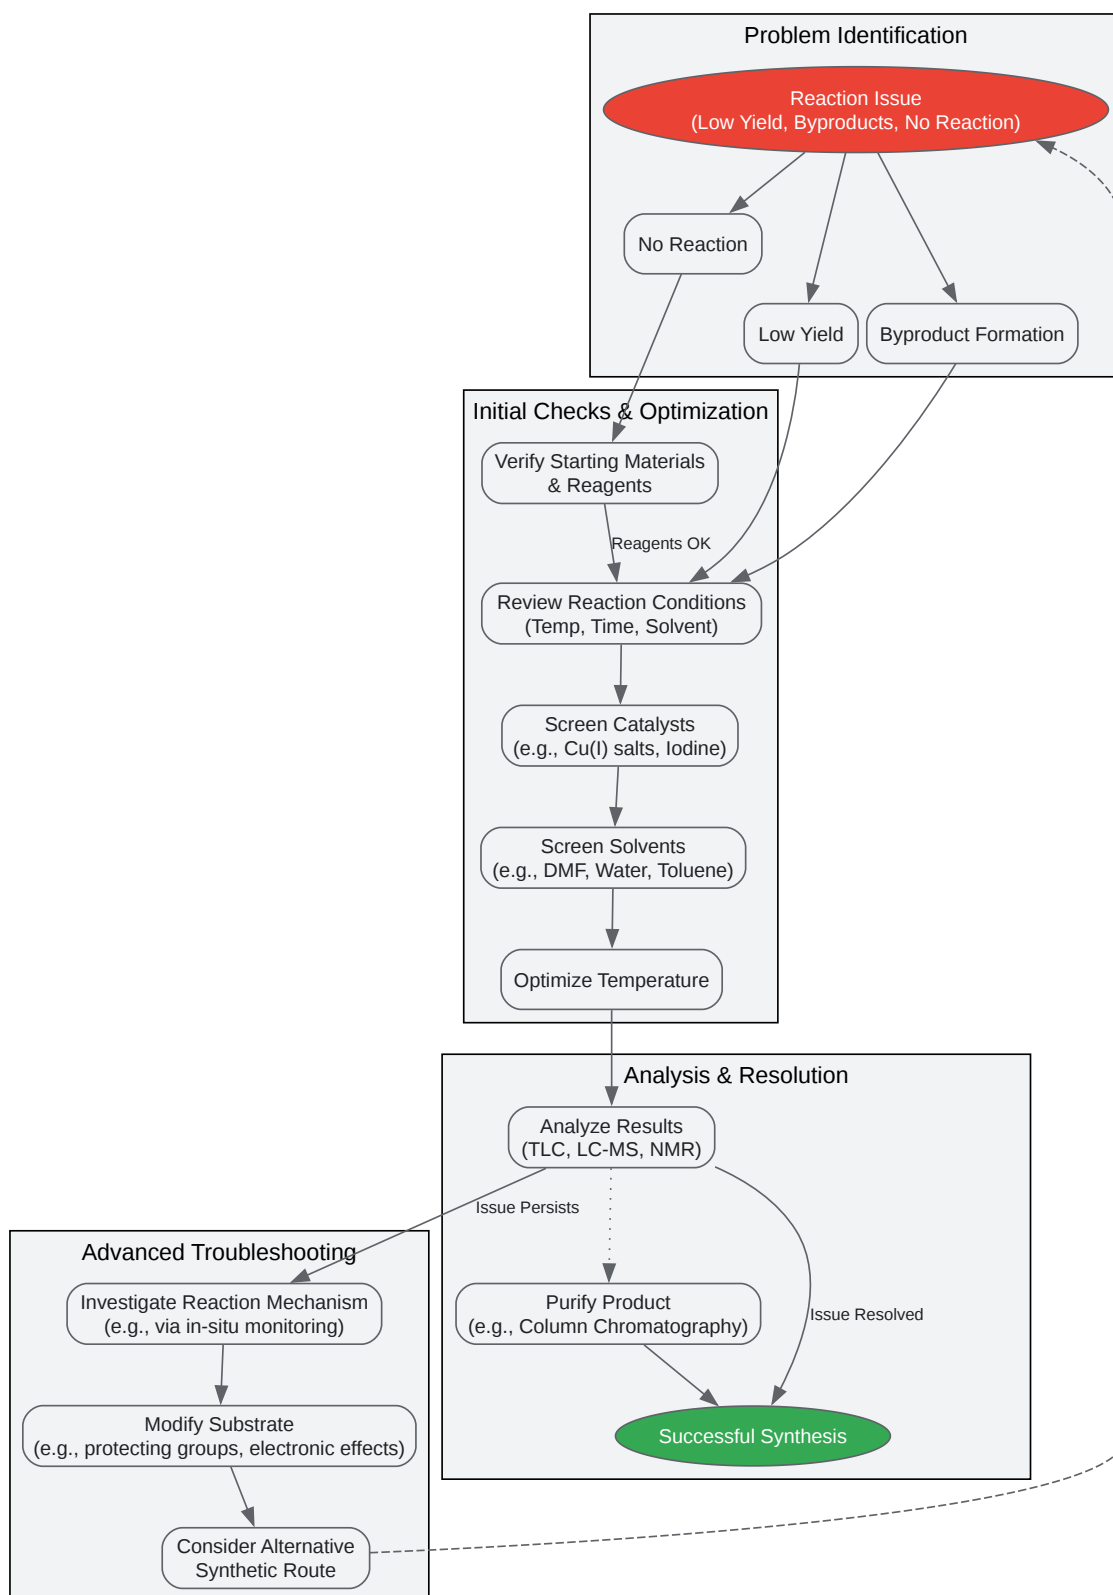 Problem Identification
Reaction Issue
(Low Yield, Byproducts, No Reaction)
No Reaction
Low Yield
Byproduct Formation
Initial Checks & Optimization
Verify Starting Materials
& Reagents
Reagents OK
Review Reaction Conditions
(Temp, Time, Solvent)
Screen Catalysts
(e.g., Cu(I) salts, Iodine)
Screen Solvents
(e.g., DMF, Water, Toluene)
Optimize Temperature
Analysis & Resolution
Analyze Results
(TLC, LC-MS, NMR)
Issue Persists
Advanced Troubleshooting
Investigate Reaction Mechanism
(e.g., via in-situ monitoring)
Purify Product
(e.g., Column Chromatography)
Issue Resolved
Modify Substrate
(e.g., protecting groups, electronic effects)
Successful Synthesis
Consider Alternative
Synthetic Route